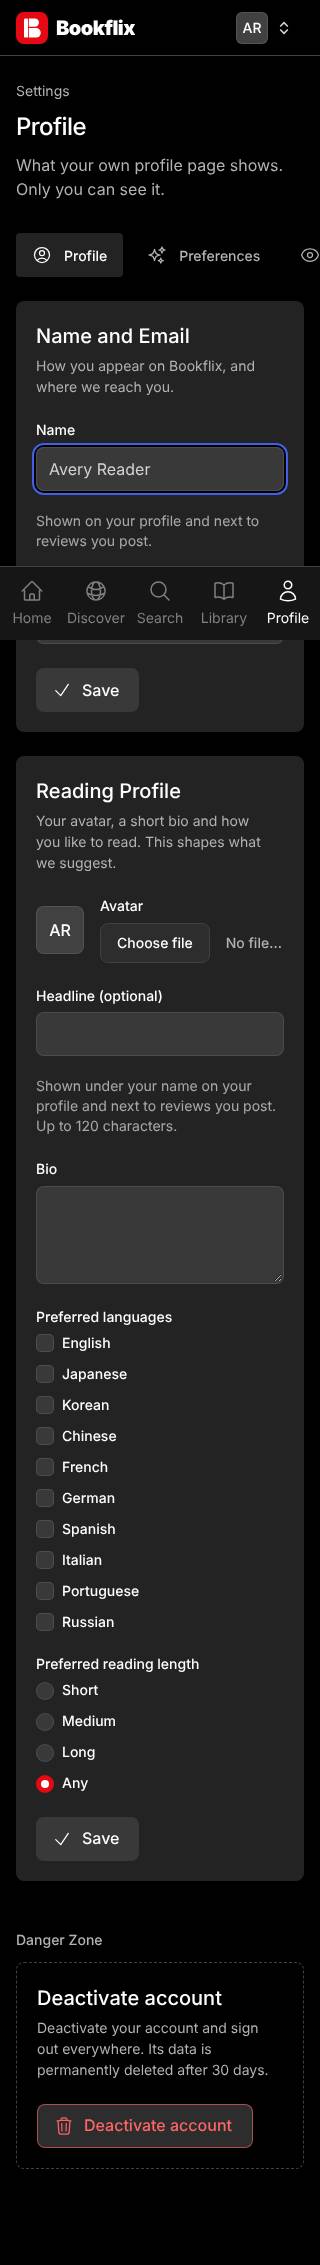 Bookflix
AR
Settings
Profile
What your own profile page shows.
Only you can see it.
Profile
Preferences
Name and Email
How you appear on Bookflix, and
where we reach you.
Name
Avery Reader
Shown on your profile and next to
reviews you post.
Home
Discover
Search
Library
Profile
Save
Reading Profile
Your avatar, a short bio and how
you like to read. This shapes what
we suggest.
AR
Avatar
Choose file
No file...
Headline (optional)
Shown under your name on your
profile and next to reviews you post.
Up to 120 characters.
Bio
Preferred languages
English
Japanese
Korean
Chinese
French
German
Spanish
Italian
Portuguese
Russian
Preferred reading length
Short
Medium
Long
Any
Save
Danger Zone
Deactivate account
Deactivate your account and sign
out everywhere. Its data is
permanently deleted after 30 days.
Deactivate account